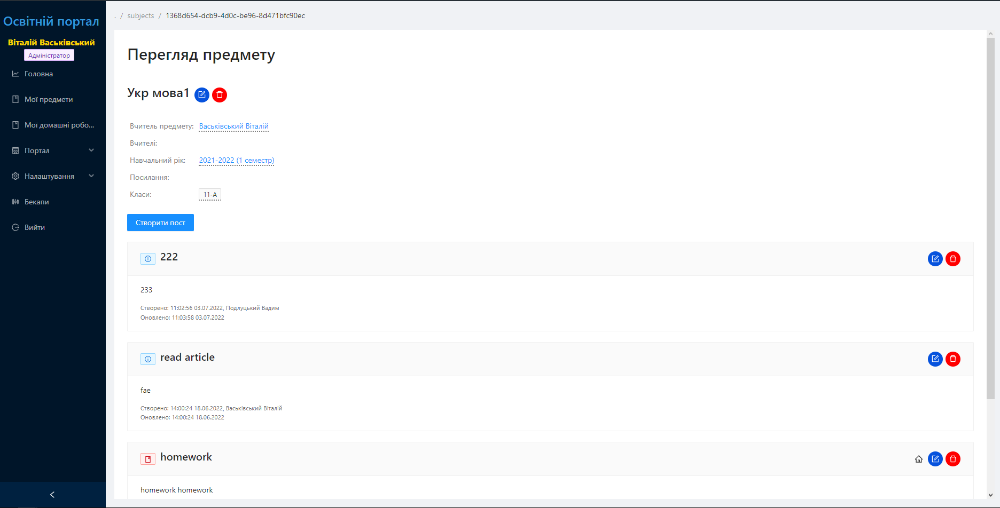 Освітній портал
Віталій Васьківський
Адміністратор
Головна
Мої предмети
Мої домашні робо...
Портал
Налаштування
Бекапи
Вийти
. / subjects / 1368d654-dcb9-4d0c-be96-8d471bfc90ec
Перегляд предмету
Укр мова1
Вчитель предмету: Васьківський Віталій
Вчителі:
Навчальний рік: 2021-2022 (1 семестр)
Посилання:
Класи: 11-А
Створити пост
222
233
Створено: 11:02:56 03.07.2022, Подлуцький Вадим
Оновлено: 11:03:58 03.07.2022
read article
fae
Створено: 14:00:24 18.06.2022, Васьківський Віталій
Оновлено: 14:00:24 18.06.2022
homework
homework homework